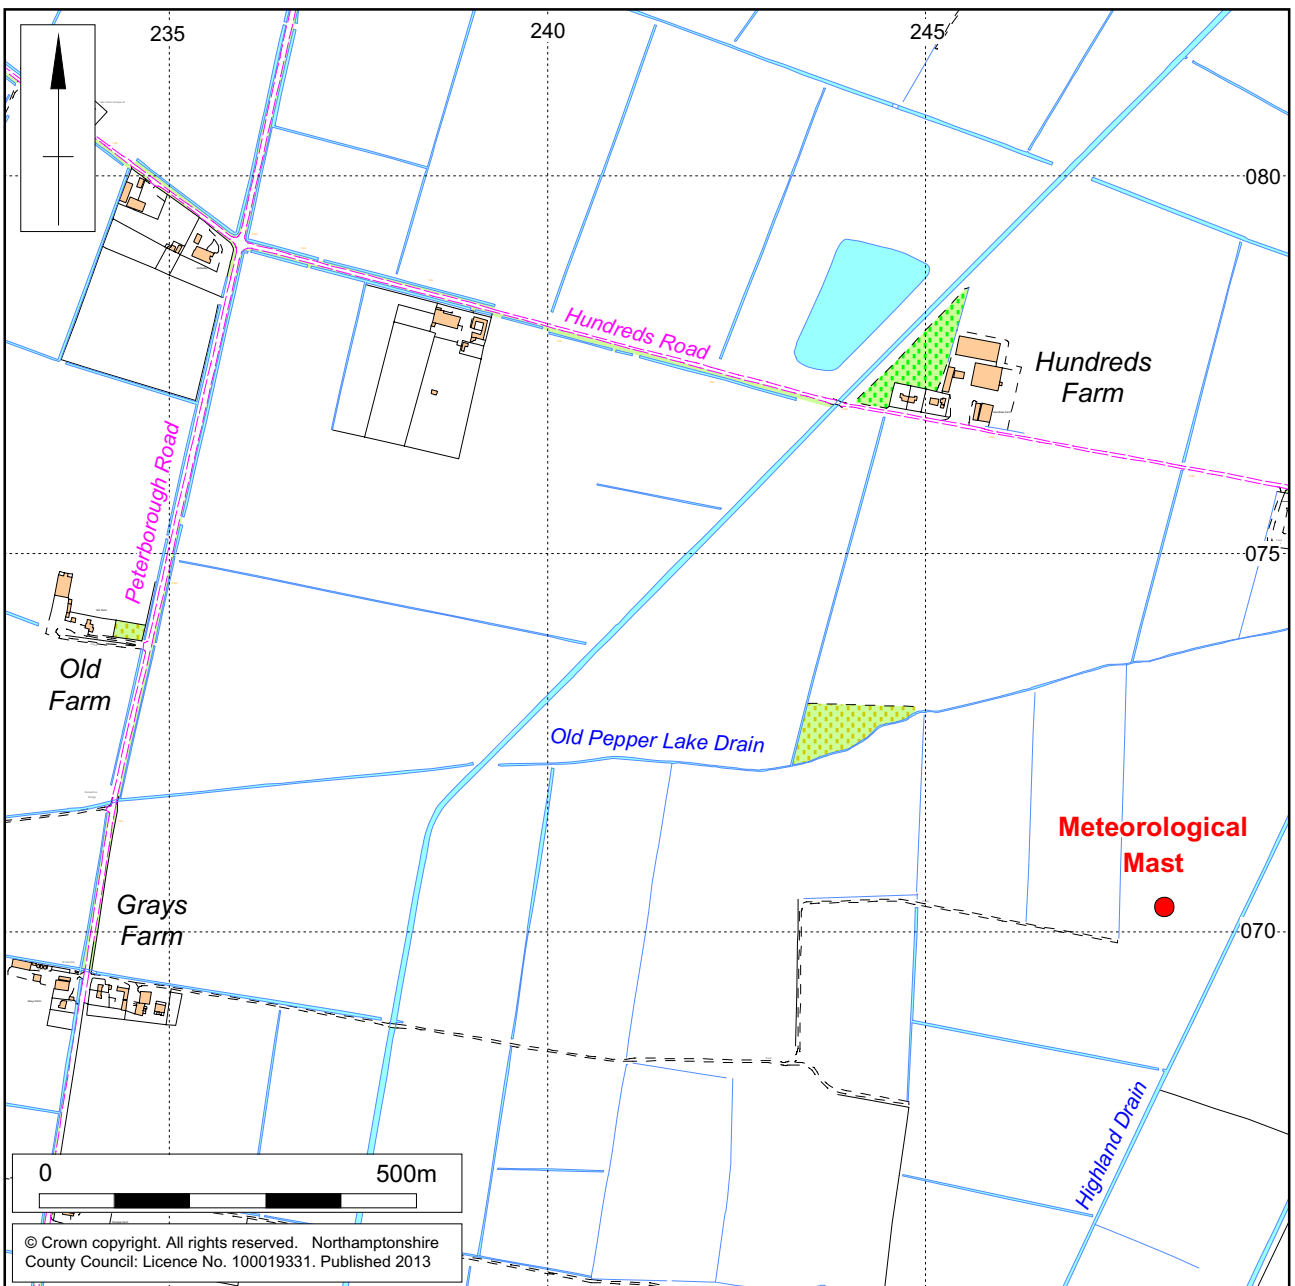 235
240
245
080
Hundreds Road
Hundreds
Farm
Peterborough Road
075
Old
Farm
Old Pepper Lake Drain
Meteorological
Mast
Grays
Farm
070
Highland Drain
0
500m
© Crown copyright. All rights reserved. Northamptonshire
County Council: Licence No. 100019331. Published 2013